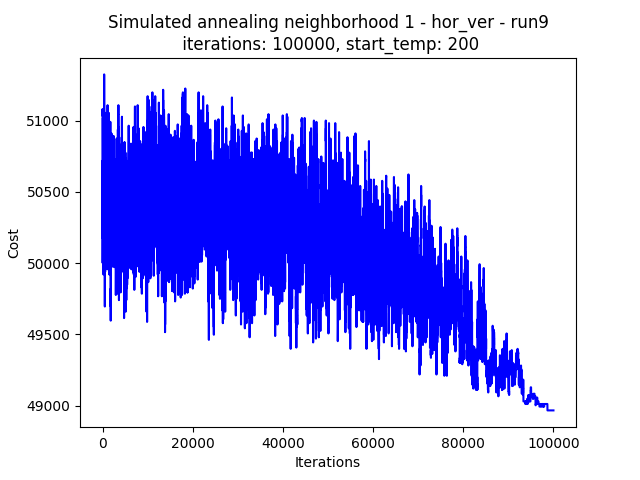 Simulated annealing neighborhood 1 - hor_ver - run9
iterations: 100000, start_temp: 200
Cost
51000
50500
50000
49500
49000
0
20000
40000
60000
80000
100000
Iterations